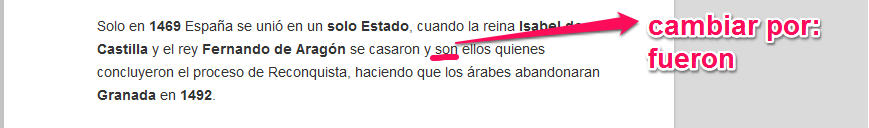 Solo en 1469 España se unió en un solo Estado, cuando la reina Isabel de
Castilla y el rey Fernando de Aragón se casaron y son ellos quienes
concluyeron el proceso de Reconquista, haciendo que los árabes abandonaran
Granada en 1492.
cambiar por:
fueron